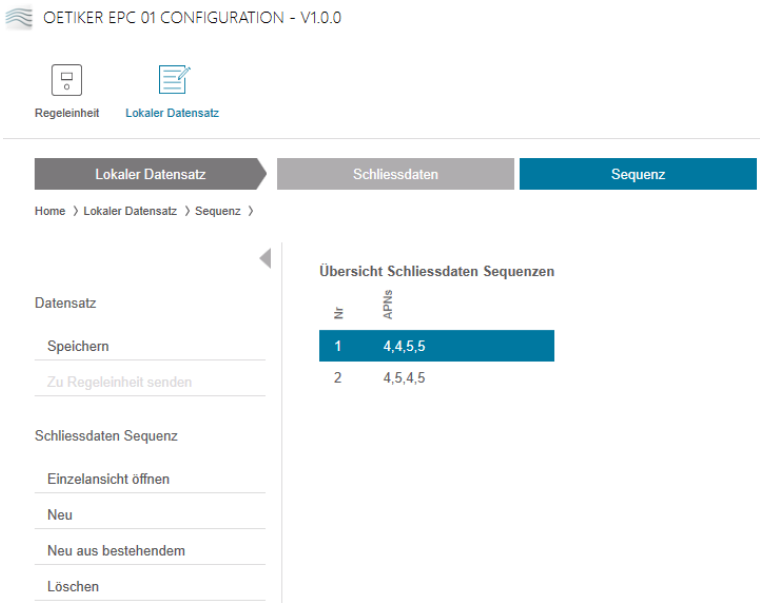 OETIKER EPC 01 CONFIGURATION - V1.0.0
Regeleinheit Lokaler Datensatz
Lokaler Datensatz Schliessdaten Sequenz
Home > Lokaler Datensatz > Sequenz >
Übersicht Schliessdaten Sequenzen
Nr APNs
1 4,4,5,5
2 4,5,4,5
Datensatz
Speichern
Zu Regeleinheit senden
Schliessdaten Sequenz
Einzelansicht öffnen
Neu
Neu aus bestehendem
Löschen